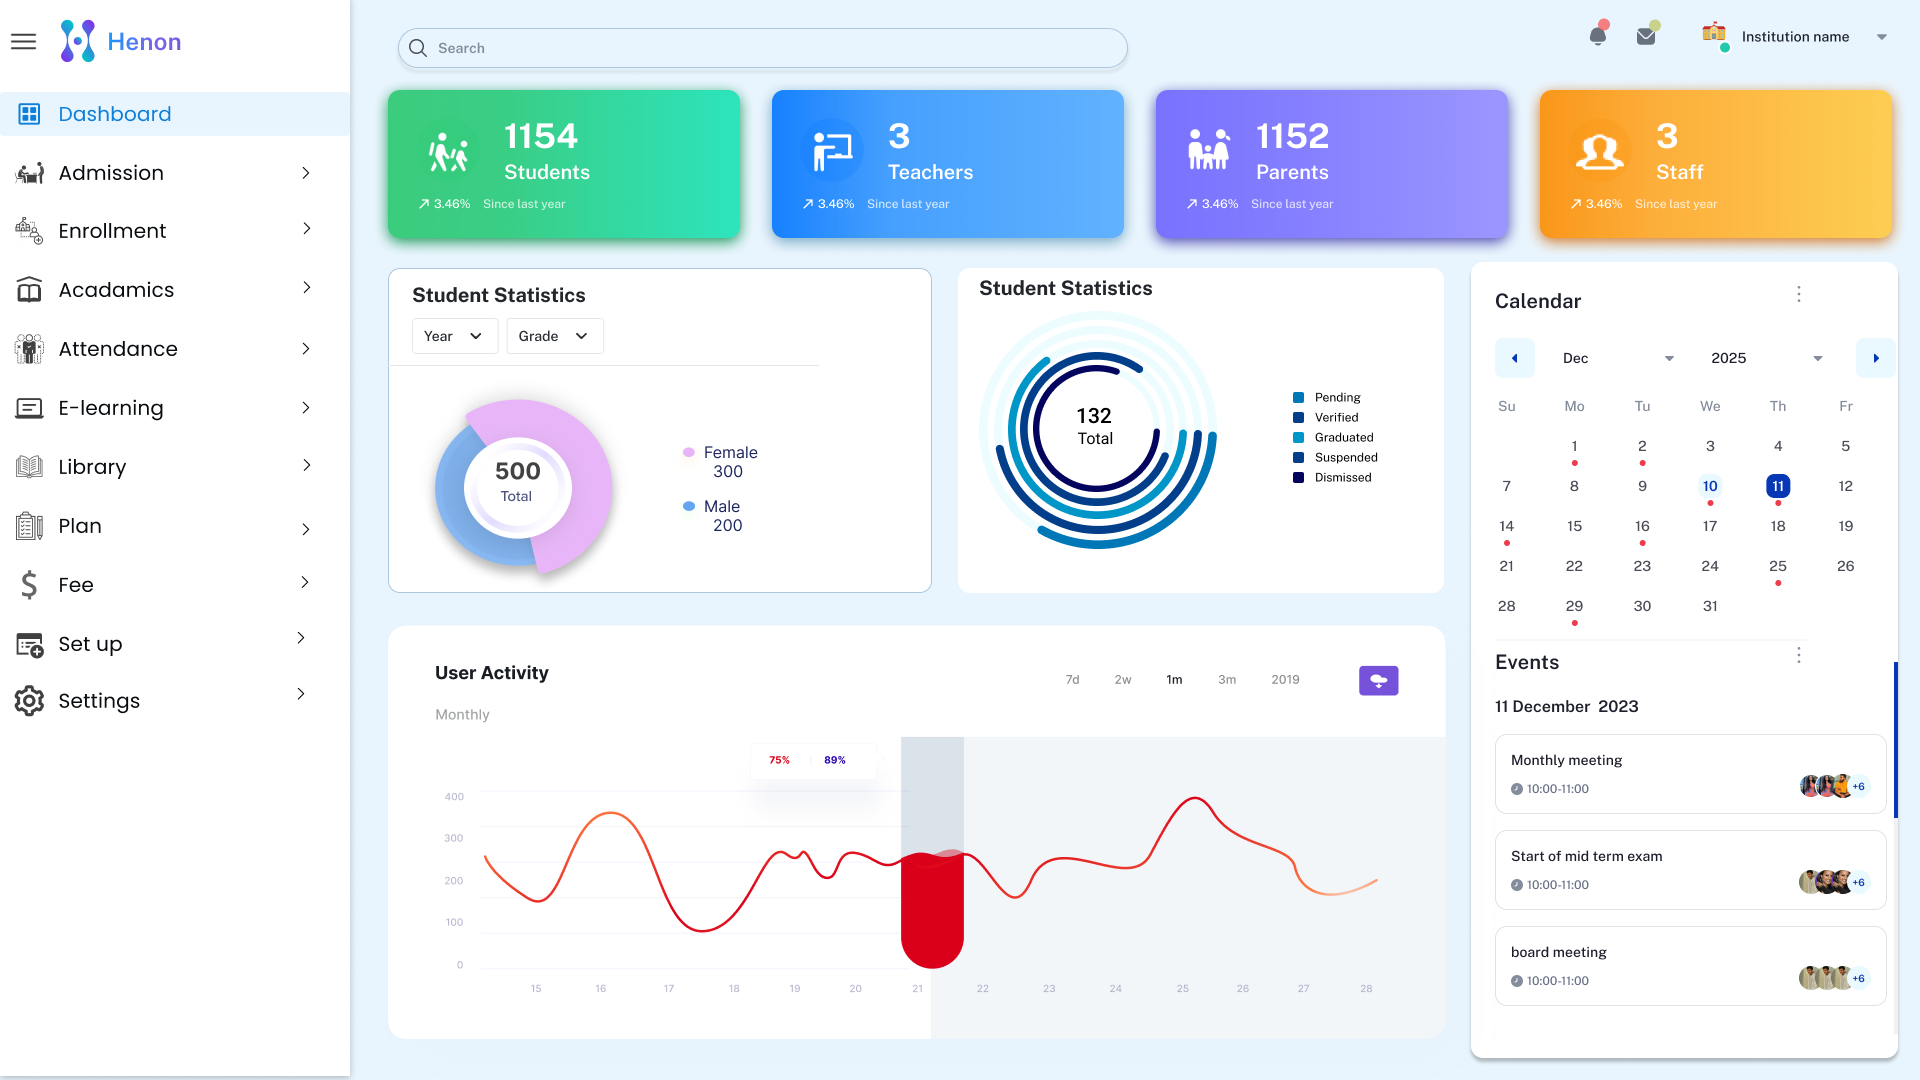 Henon
Dashboard
Admission
Enrollment
Acadamics
Attendance
E-learning
Library
Plan
Fee
Set up
Settings
Search
Institution name
1154
Students
3.46% Since last year
3
Teachers
3.46% Since last year
1152
Parents
3.46% Since last year
3
Staff
3.46% Since last year
Student Statistics
Year Grade
500
Total
Female
300
Male
200
Student Statistics
132
Total
Pending
Verified
Graduated
Suspended
Dismissed
User Activity
7d 2w 1m 3m 2019
Monthly
75% 89%
400
300
200
100
0
15 16 17 18 19 20 21 22 23 24 25 26 27 28
Calendar
Dec 2025
Su Mo Tu We Th Fr
1 2 3 4 5
7 8 9 10 11 12
14 15 16 17 18 19
21 22 23 24 25 26
28 29 30 31
Events
11 December 2023
Monthly meeting
10:00-11:00
+6
Start of mid term exam
10:00-11:00
+6
board meeting
10:00-11:00
+6